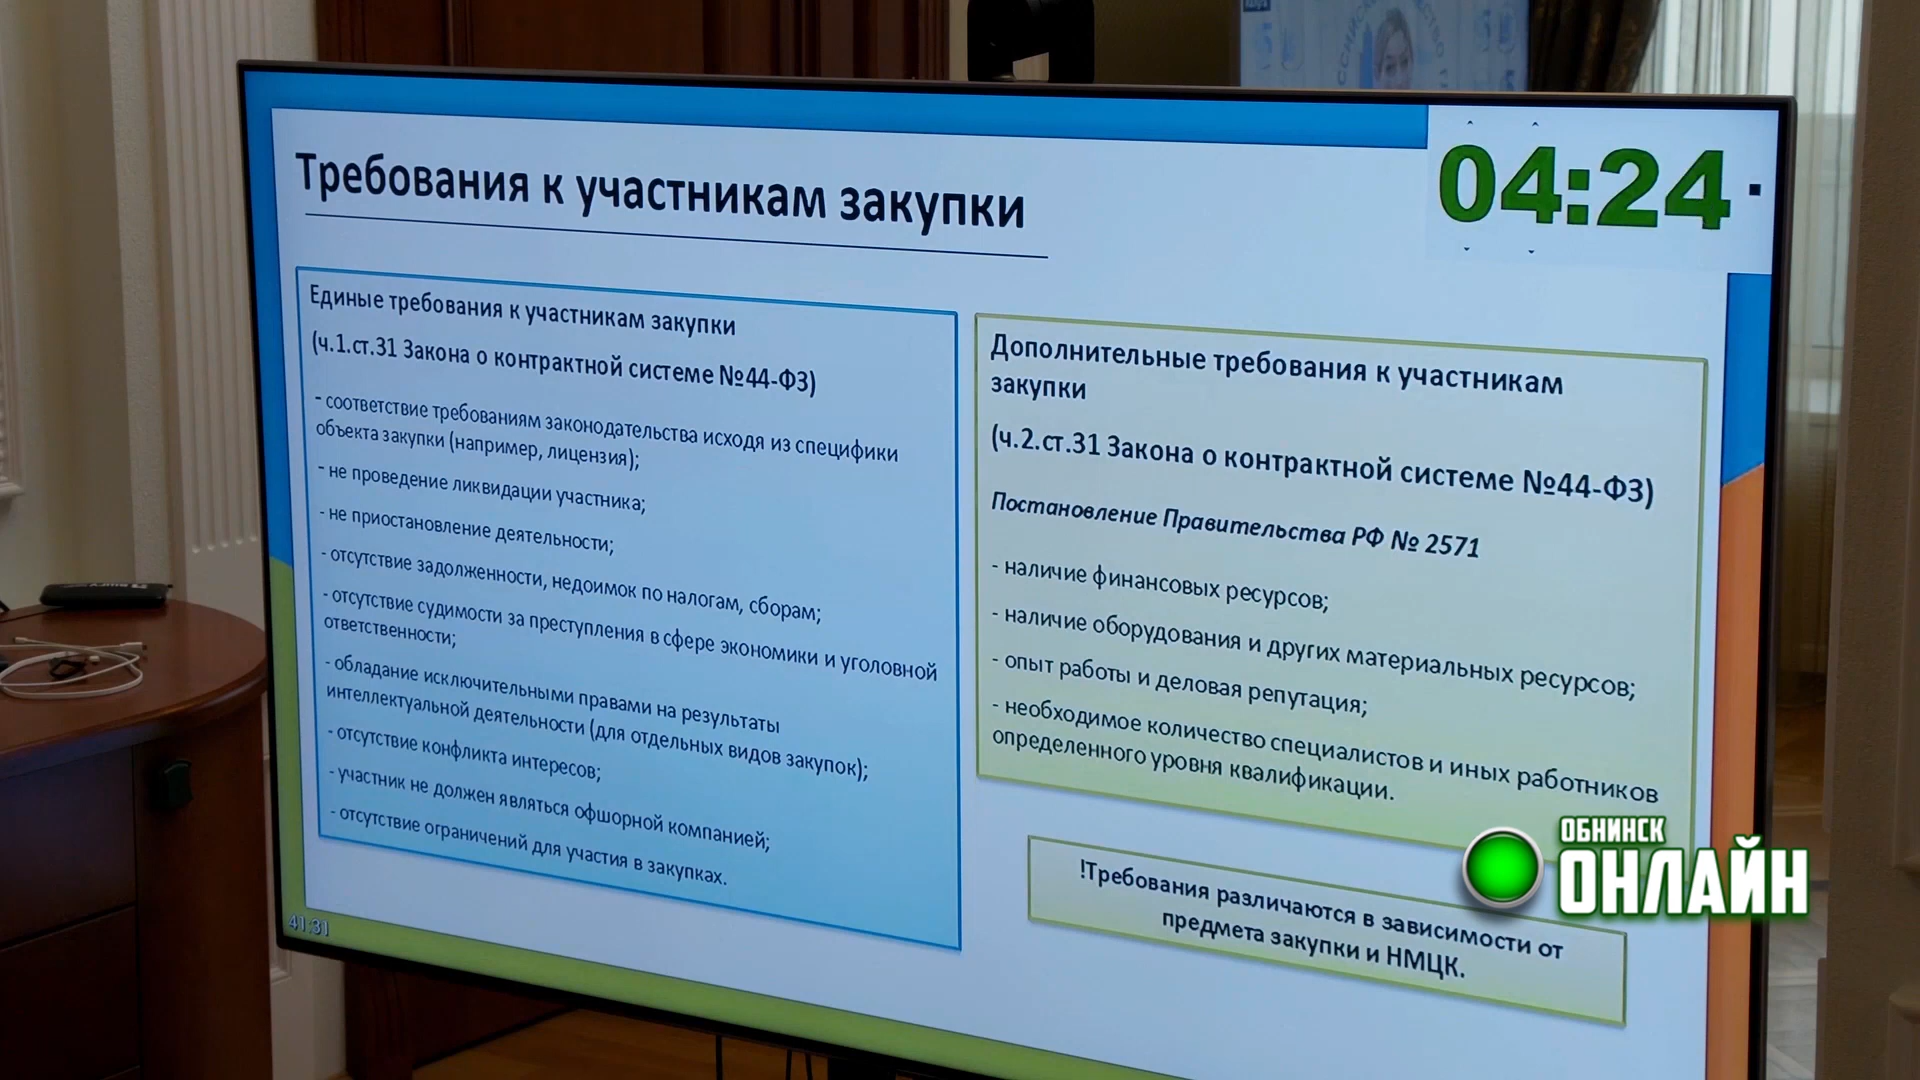 04:24
Требования к участникам закупки
Единые требования к участникам закупки
(ч.1.ст.31 Закона о контрактной системе №44-ФЗ)
- соответствие требованиям законодательства исходя из специфики
объекта закупки (например, лицензия);
- не проведение ликвидации участника;
- не приостановление деятельности;
- отсутствие задолженности, недоимок по налогам, сборам;
- отсутствие судимости за преступления в сфере экономики и уголовной
ответственности;
- обладание исключительными правами на результаты
интеллектуальной деятельности (для отдельных видов закупок);
- отсутствие конфликта интересов;
- участник не должен являться офшорной компанией;
- отсутствие ограничений для участия в закупках.
Дополнительные требования к участникам
закупки
(ч.2.ст.31 Закона о контрактной системе №44-ФЗ)
Постановление Правительства РФ № 2571
- наличие финансовых ресурсов;
- наличие оборудования и других материальных ресурсов;
- опыт работы и деловая репутация;
- необходимое количество специалистов и иных работников
определенного уровня квалификации.
!Требования различаются в зависимости от
предмета закупки и НМЦК.
41:31
ОБНИНСК
ОНЛАЙН